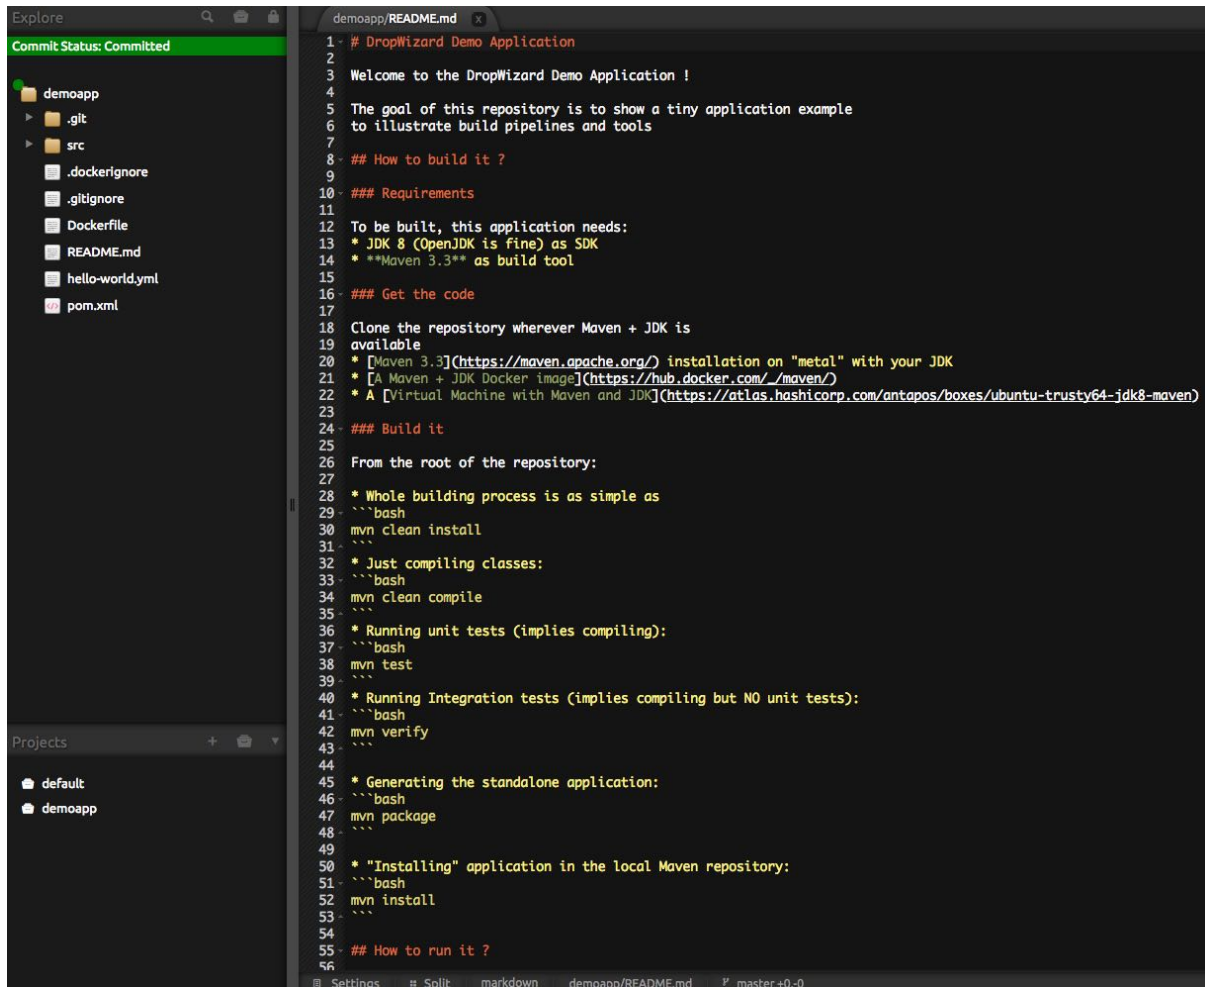 Explore
Commit Status: Committed
demoapp
.git
src
.dockerignore
.gitignore
Dockerfile
README.md
hello-world.yml
pom.xml
Projects
default
demoapp
demoapp/README.md x
1 # DropWizard Demo Application
2
3 Welcome to the DropWizard Demo Application !
4
5 The goal of this repository is to show a tiny application example
6 to illustrate build pipelines and tools
7
8 ## How to build it ?
9
10 ### Requirements
11
12 To be built, this application needs:
13 * JDK 8 (OpenJDK is fine) as SDK
14 * **Maven 3.3** as build tool
15
16 ### Get the code
17
18 Clone the repository wherever Maven + JDK is
19 available
20 * [Maven 3.3](https://maven.apache.org/) installation on "metal" with your JDK
21 * [A Maven + JDK Docker image](https://hub.docker.com/_/maven/)
22 * A [Virtual Machine with Maven and JDK](https://atlas.hashicorp.com/antapos/boxes/ubuntu-trusty64-jdk8-maven)
23
24 ### Build it
25
26 From the root of the repository:
27
28 * Whole building process is as simple as
29 ```bash
30 mvn clean install
31 ```
32 * Just compiling classes:
33 ```bash
34 mvn clean compile
35 ```
36 * Running unit tests (implies compiling):
37 ```bash
38 mvn test
39 ```
40 * Running Integration tests (implies compiling but NO unit tests):
41 ```bash
42 mvn verify
43 ```
44
45 * Generating the standalone application:
46 ```bash
47 mvn package
48 ```
49
50 * "Installing" application in the local Maven repository:
51 ```bash
52 mvn install
53 ```
54
55 ## How to run it ?
56
Settings Split markdown demoapp/README.md master +0,-0